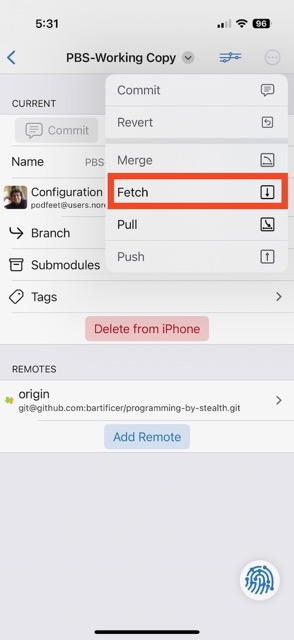 5:31
96
PBS-Working Copy
CURRENT
Commit
Name
PBS
Configuration
podfeet@users.nore
Branch
Submodules
Tags
Commit
Revert
Merge
Fetch
Pull
Push
Delete from iPhone
REMOTES
origin
git@github.com:bartificer/programming-by-stealth.git
Add Remote